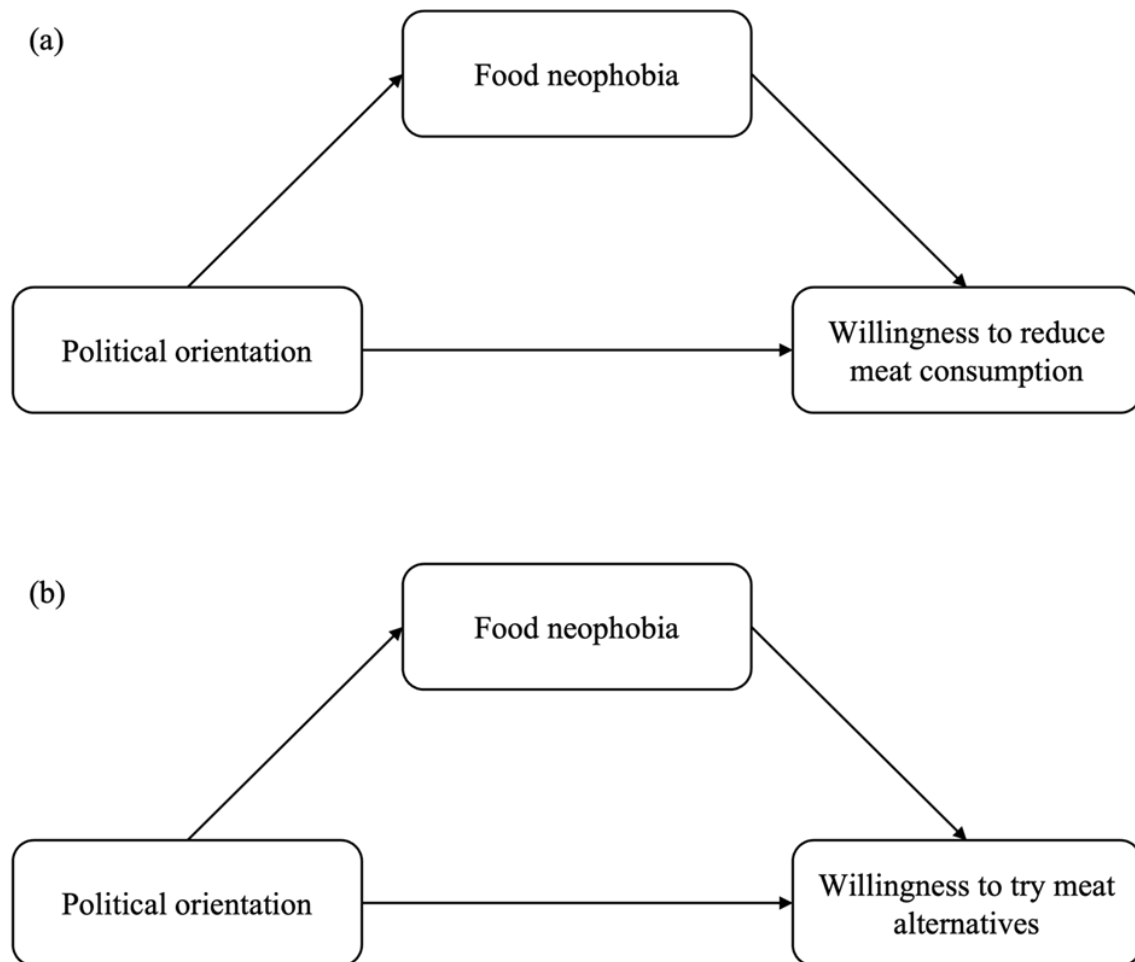 (a)
Food neophobia
Political orientation
Willingness to reduce
meat consumption
(b)
Food neophobia
Political orientation
Willingness to try meat
alternatives